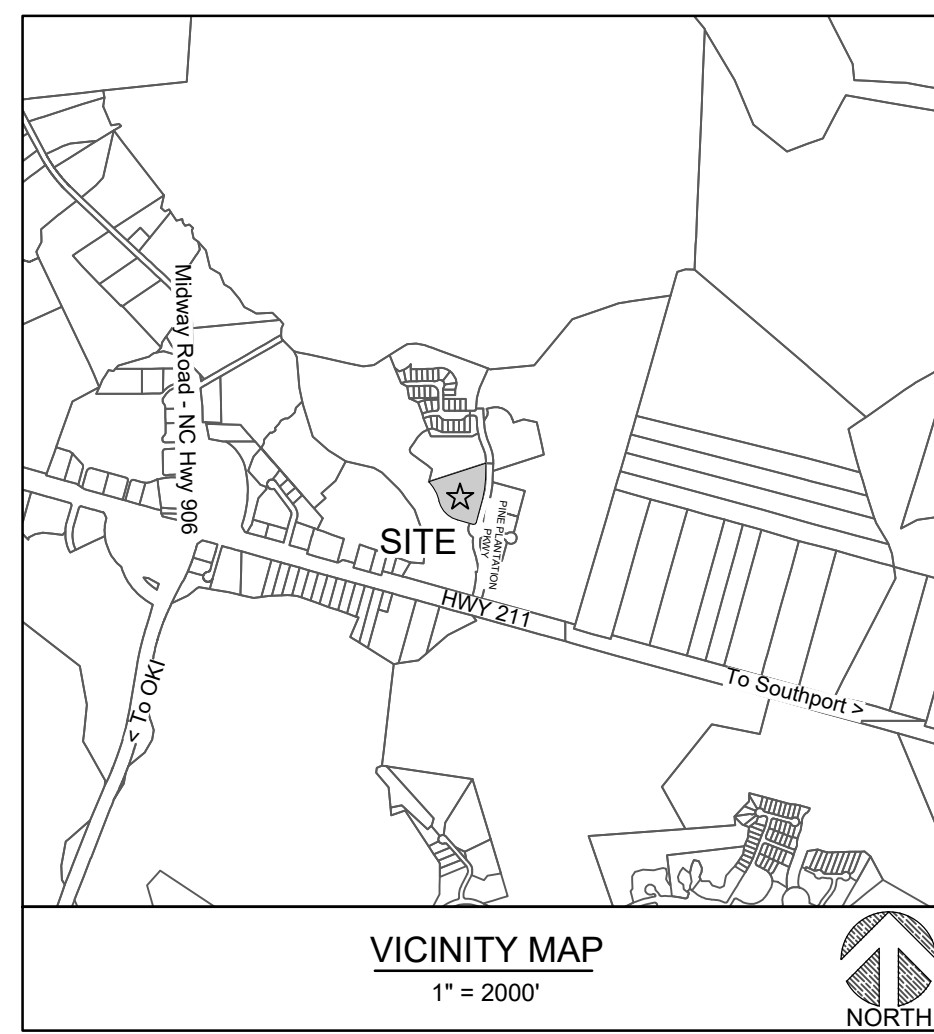 Midway Road - NC Hwy 906
SITE
PINE PLANTATION
PKWY
HWY 211
To Southport >
< To OKI
VICINITY MAP
1" = 2000'
NORTH